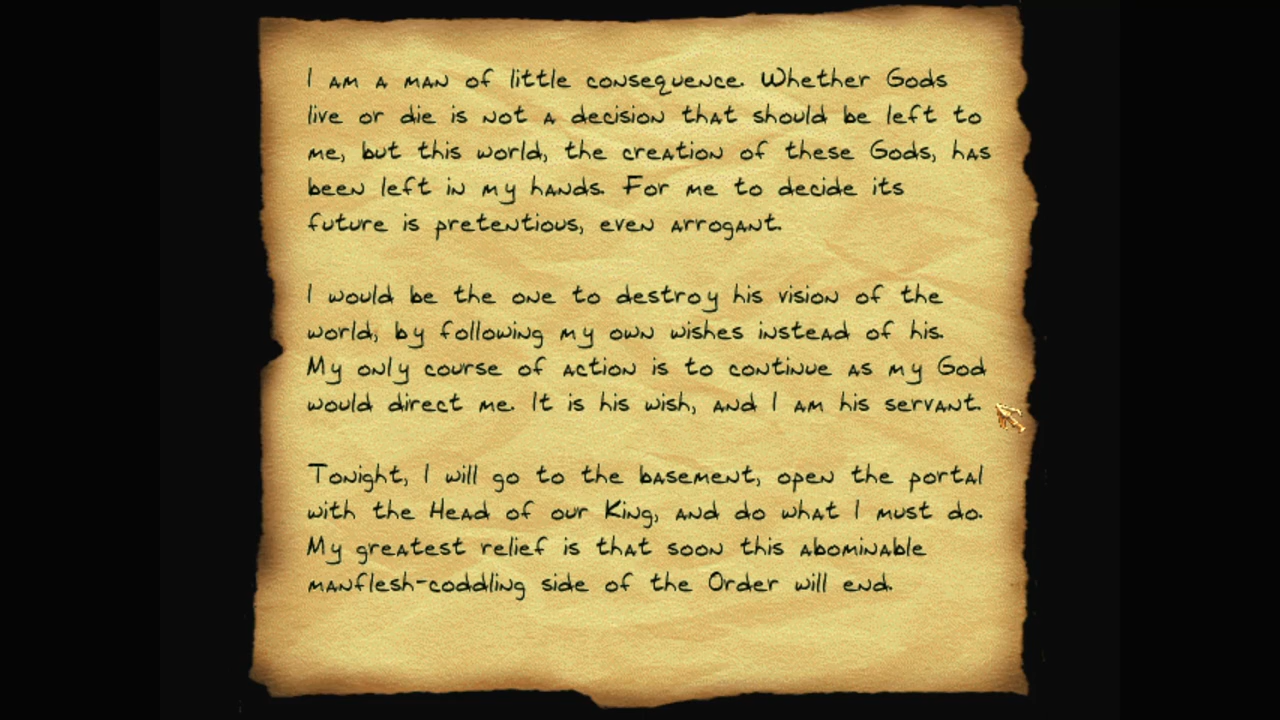 I am a man of little consequence. Whether Gods
live or die is not a decision that should be left to
me, but this world, the creation of these Gods, has
been left in my hands. For me to decide its
future is pretentious, even arrogant.
I would be the one to destroy his vision of the
world, by following my own wishes instead of his.
My only course of action is to continue as my God
would direct me. It is his wish, and I am his servant.
Tonight, I will go to the basement, open the portal
with the Head of our King, and do what I must do.
My greatest relief is that soon this abominable
manflesh-coddling side of the Order will end.